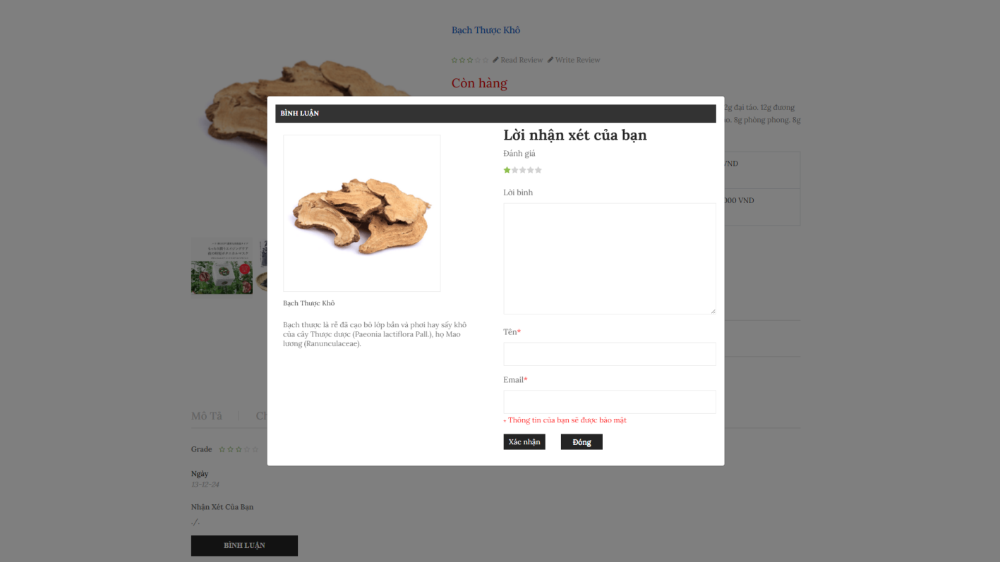 Bạch Thược Khô
Read Review Write Review
Còn hàng
2g đại táo. 12g đương
8g phòng phong. 8g
VND
000 VND
BÌNH LUẬN
Lời nhận xét của bạn
Đánh giá
Lời bình
Bạch Thược Khô
Bạch thược là rễ đã cạo bỏ lớp bần và phơi hay sấy khô
của cây Thược dược (Paeonia lactiflora Pall.), họ Mao
lương (Ranunculaceae).
Tên*
Email*
* Thông tin của bạn sẽ được bảo mật
Xác nhận Đóng
Mô Tả
Grade
Ngày
13-12-24
Nhận Xét Của Bạn
./.
BÌNH LUẬN